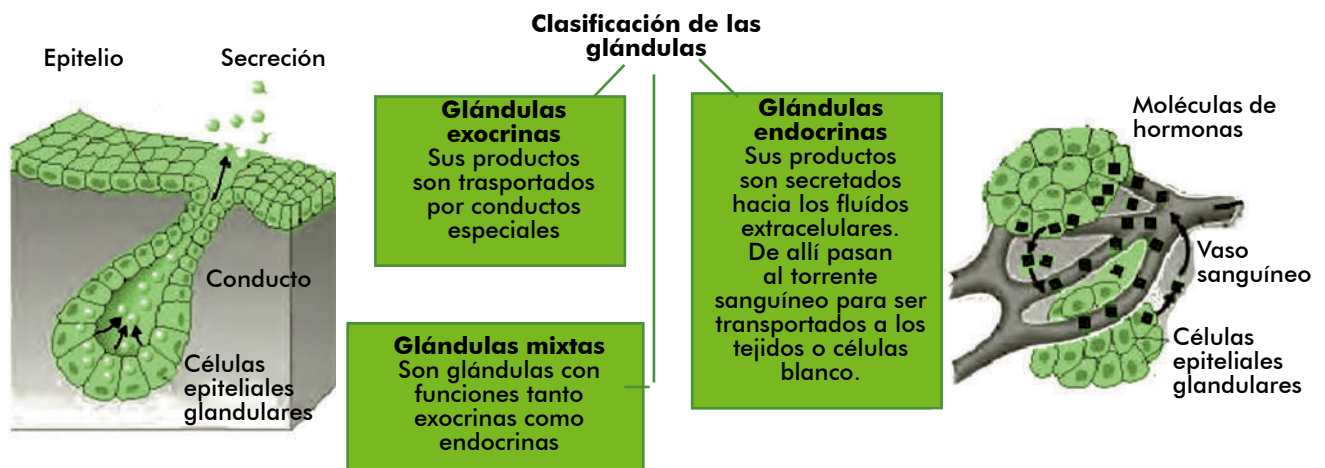 Clasificación de las
glándulas
Epitelio
Secreción
Conducto
Células
epiteliales
glandulares
Glándulas
exocrinas
Sus productos
son trasportados
por conductos
especiales
Glándulas mixtas
Son glándulas con
funciones tanto
exocrinas como
endocrinas
Glándulas
endocrinas
Sus productos
son secretados
hacia los fluídos
extracelulares.
De allí pasan
al torrente
sanguíneo para ser
transportados a los
tejidos o células
blanco.
Moléculas de
hormonas
Vaso
sanguíneo
Células
epiteliales
glandulares